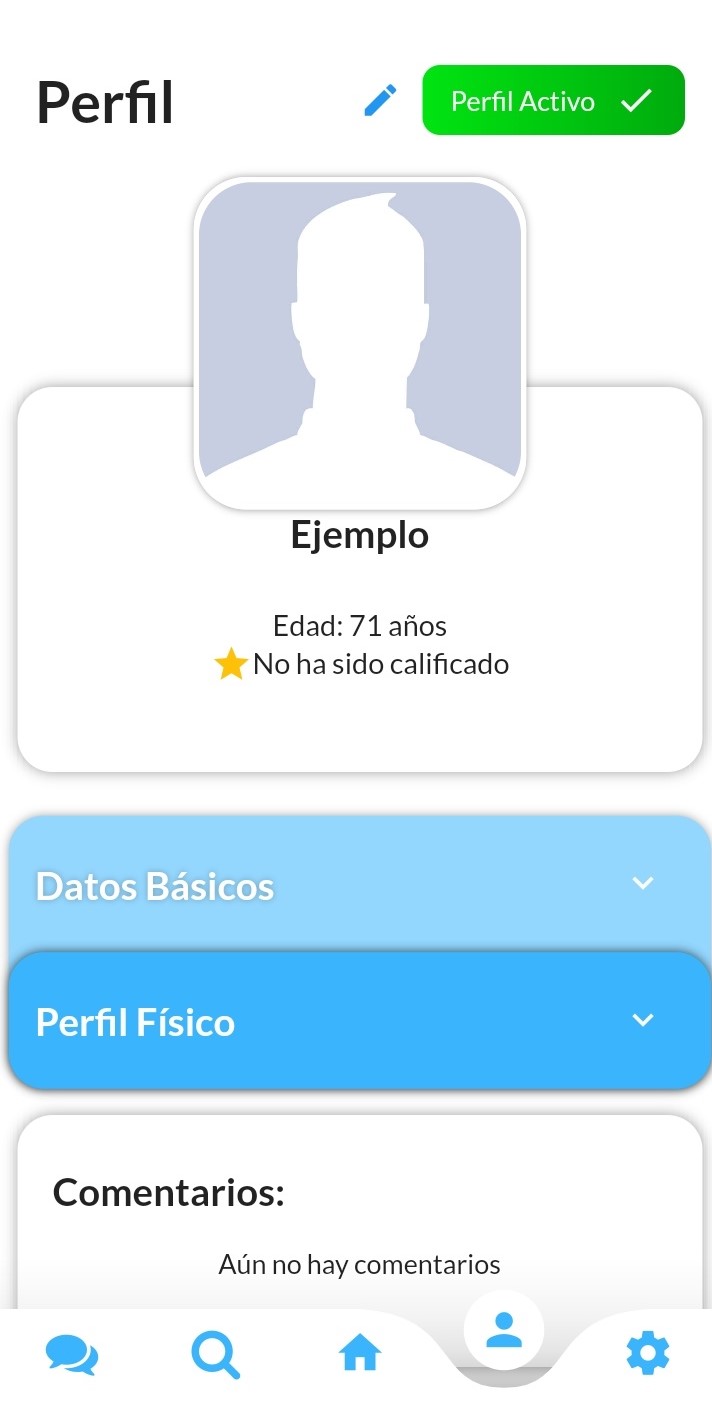 Perfil
Perfil Activo
Ejemplo
Edad: 71 años
No ha sido calificado
Datos Básicos
Perfil Físico
Comentarios:
Aún no hay comentarios